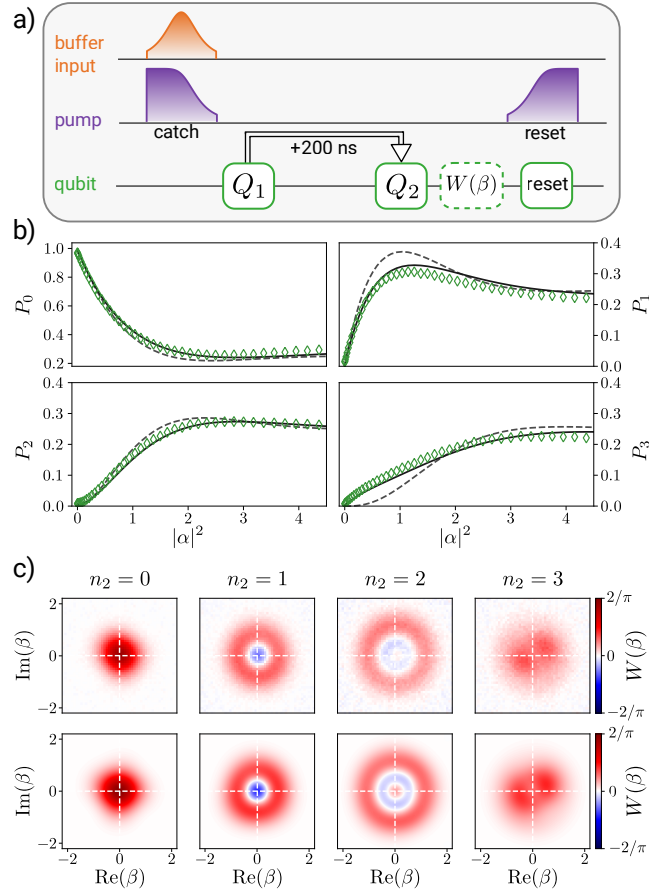 a)
buffer
input
pump
catch
reset
+200 ns
qubit
Q₁
Q₂
W(β)
reset
b)
1.0
0.8
0.6
0.4
0.2
P₀
0.4
0.3
0.2
0.1
0.0
P₁
0.4
0.3
0.2
0.1
0.0
P₂
0.4
0.3
0.2
0.1
0.0
P₃
0 1 2 3 4
0 1 2 3 4
|α|²
|α|²
c)
n₂ = 0
n₂ = 1
n₂ = 2
n₂ = 3
2
0
−2
Im(β)
2/π
0
−2/π
W(β)
2
0
−2
Im(β)
2/π
0
−2/π
W(β)
−2 0 2
−2 0 2
−2 0 2
−2 0 2
Re(β)
Re(β)
Re(β)
Re(β)